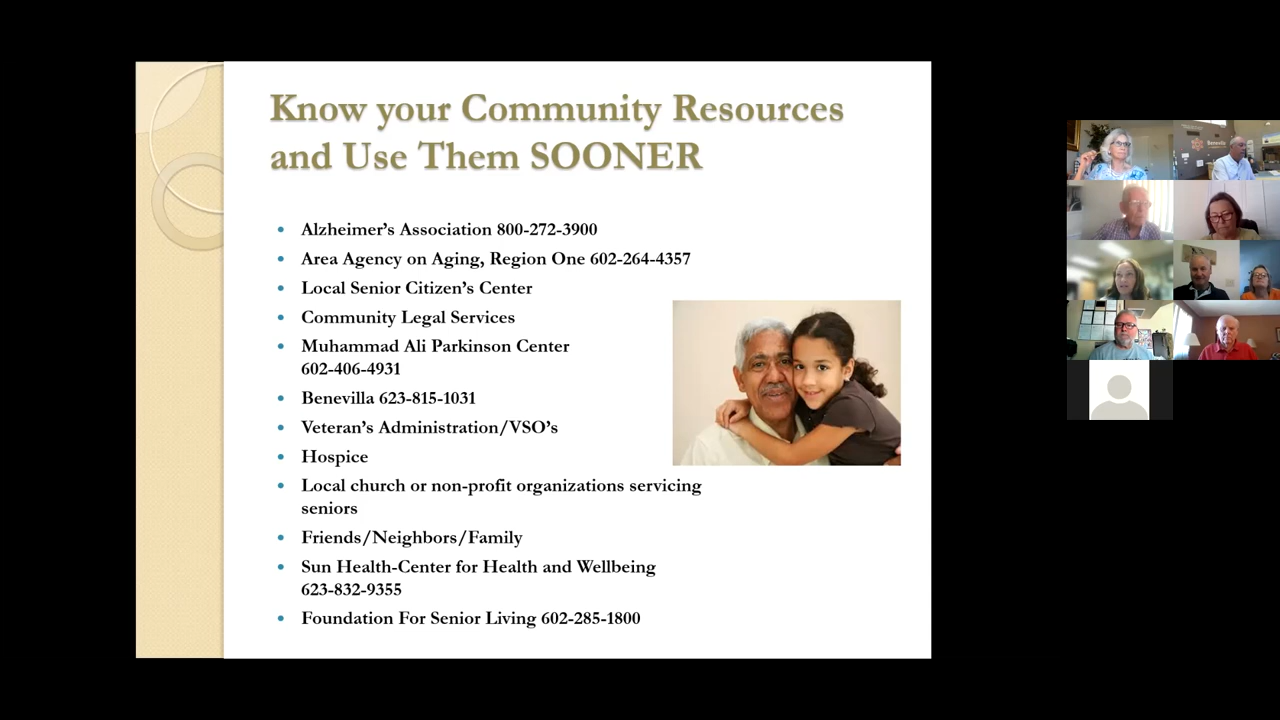 Know your Community Resources
and Use Them SOONER
Alzheimer's Association 800-272-3900
Area Agency on Aging, Region One 602-264-4357
Local Senior Citizen's Center
Community Legal Services
Muhammad Ali Parkinson Center
602-406-4931
Benevilla 623-815-1031
Veteran's Administration/VSO's
Hospice
Local church or non-profit organizations servicing
seniors
Friends/Neighbors/Family
Sun Health-Center for Health and Wellbeing
623-832-9355
Foundation For Senior Living 602-285-1800
Benevilla